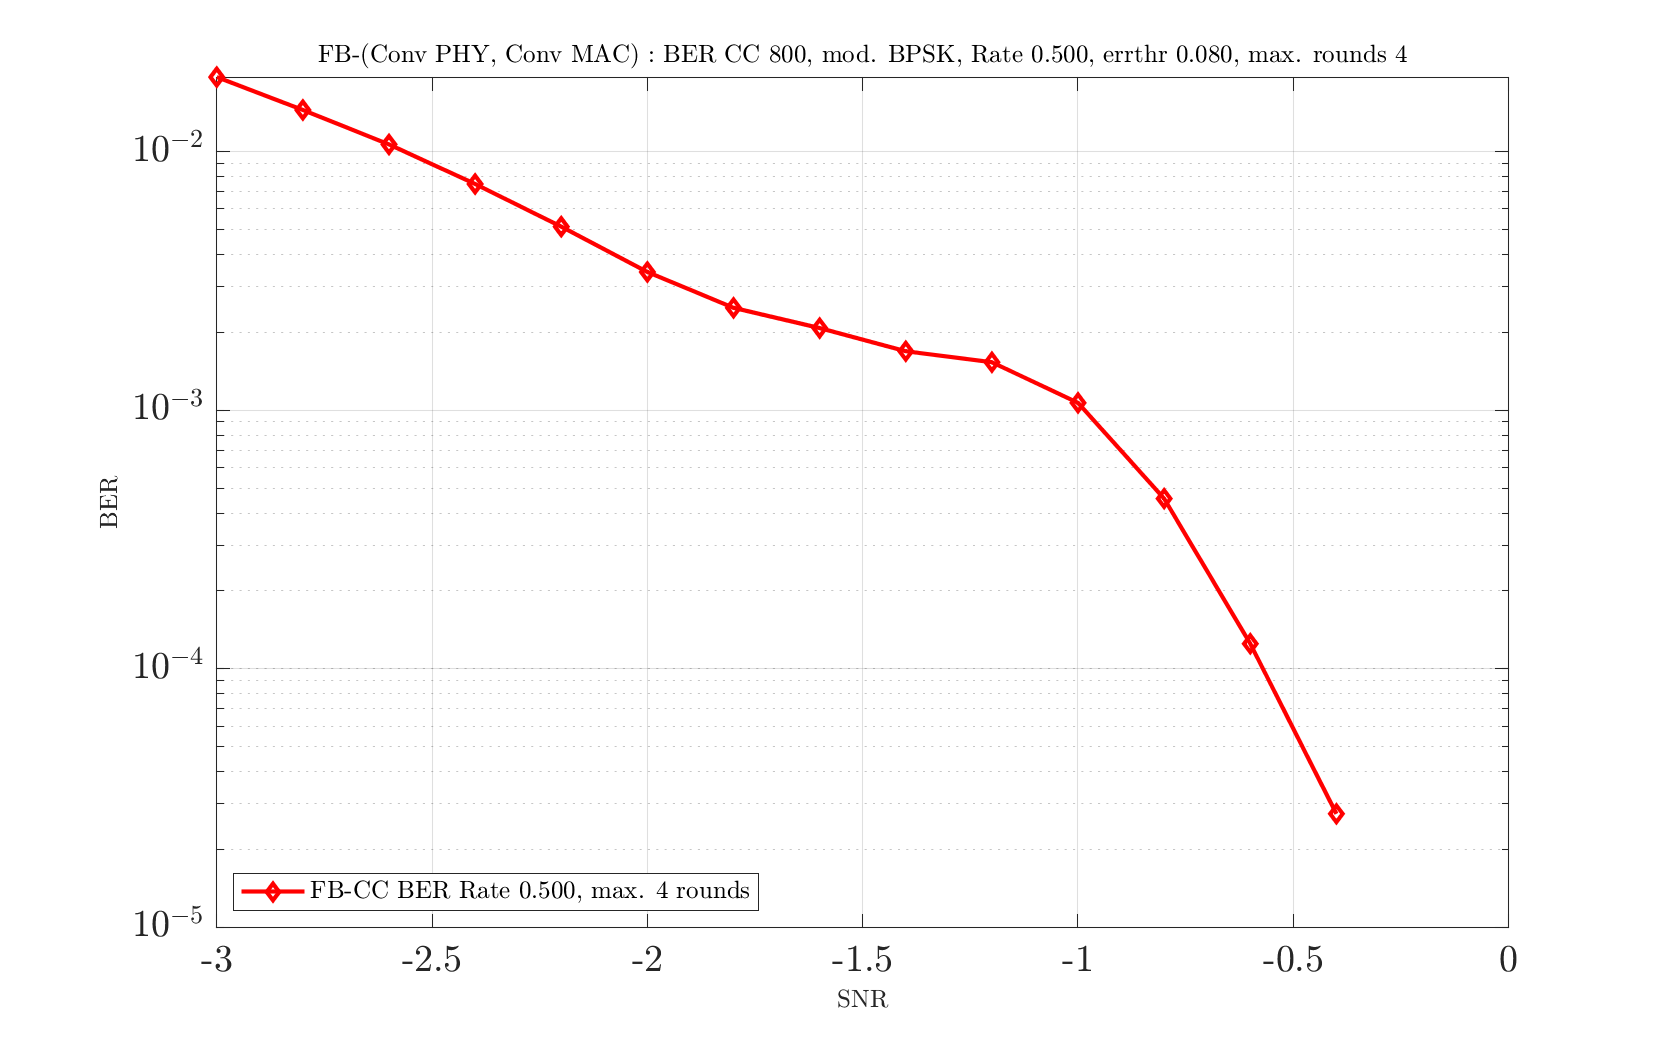 FB-(Conv PHY, Conv MAC) : BER CC 800, mod. BPSK, Rate 0.500, errthr 0.080, max. rounds 4
10^{-2}
10^{-3}
10^{-4}
10^{-5}
BER
FB-CC BER Rate 0.500, max. 4 rounds
-3 -2.5 -2 -1.5 -1 -0.5 0
SNR